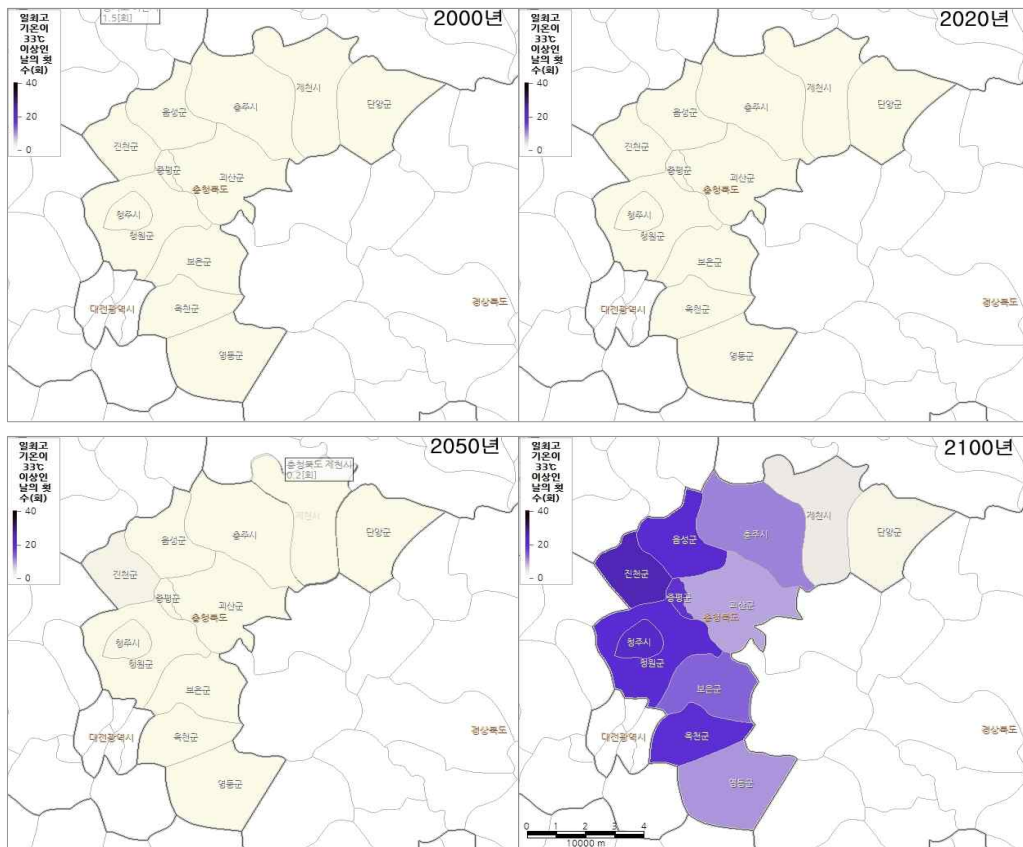 1.5[회]
2000년
일최고
기온이
33℃
이상인
날의 횟
수(회)
40
20
0
음성군
충주시
제천시
단양군
진천군
증평군
괴산군
충청북도
청주시
청원군
보은군
대전광역시
옥천군
영동군
경상북도
2020년
일최고
기온이
33℃
이상인
날의 횟
수(회)
40
20
0
음성군
충주시
제천시
단양군
진천군
증평군
괴산군
충청북도
청주시
청원군
보은군
대전광역시
옥천군
영동군
경상북도
2050년
일최고
기온이
33℃
이상인
날의 횟
수(회)
40
20
0
충청북도 제천시
0.2[회]
제천시
음성군
충주시
단양군
진천군
증평군
괴산군
충청북도
청주시
청원군
보은군
대전광역시
옥천군
영동군
경상북도
2100년
일최고
기온이
33℃
이상인
날의 횟
수(회)
40
20
0
음성군
충주시
제천시
단양군
진천군
증평군
괴산군
충청북도
청주시
청원군
보은군
대전광역시
옥천군
영동군
경상북도
0 1 2 3 4
10000 m